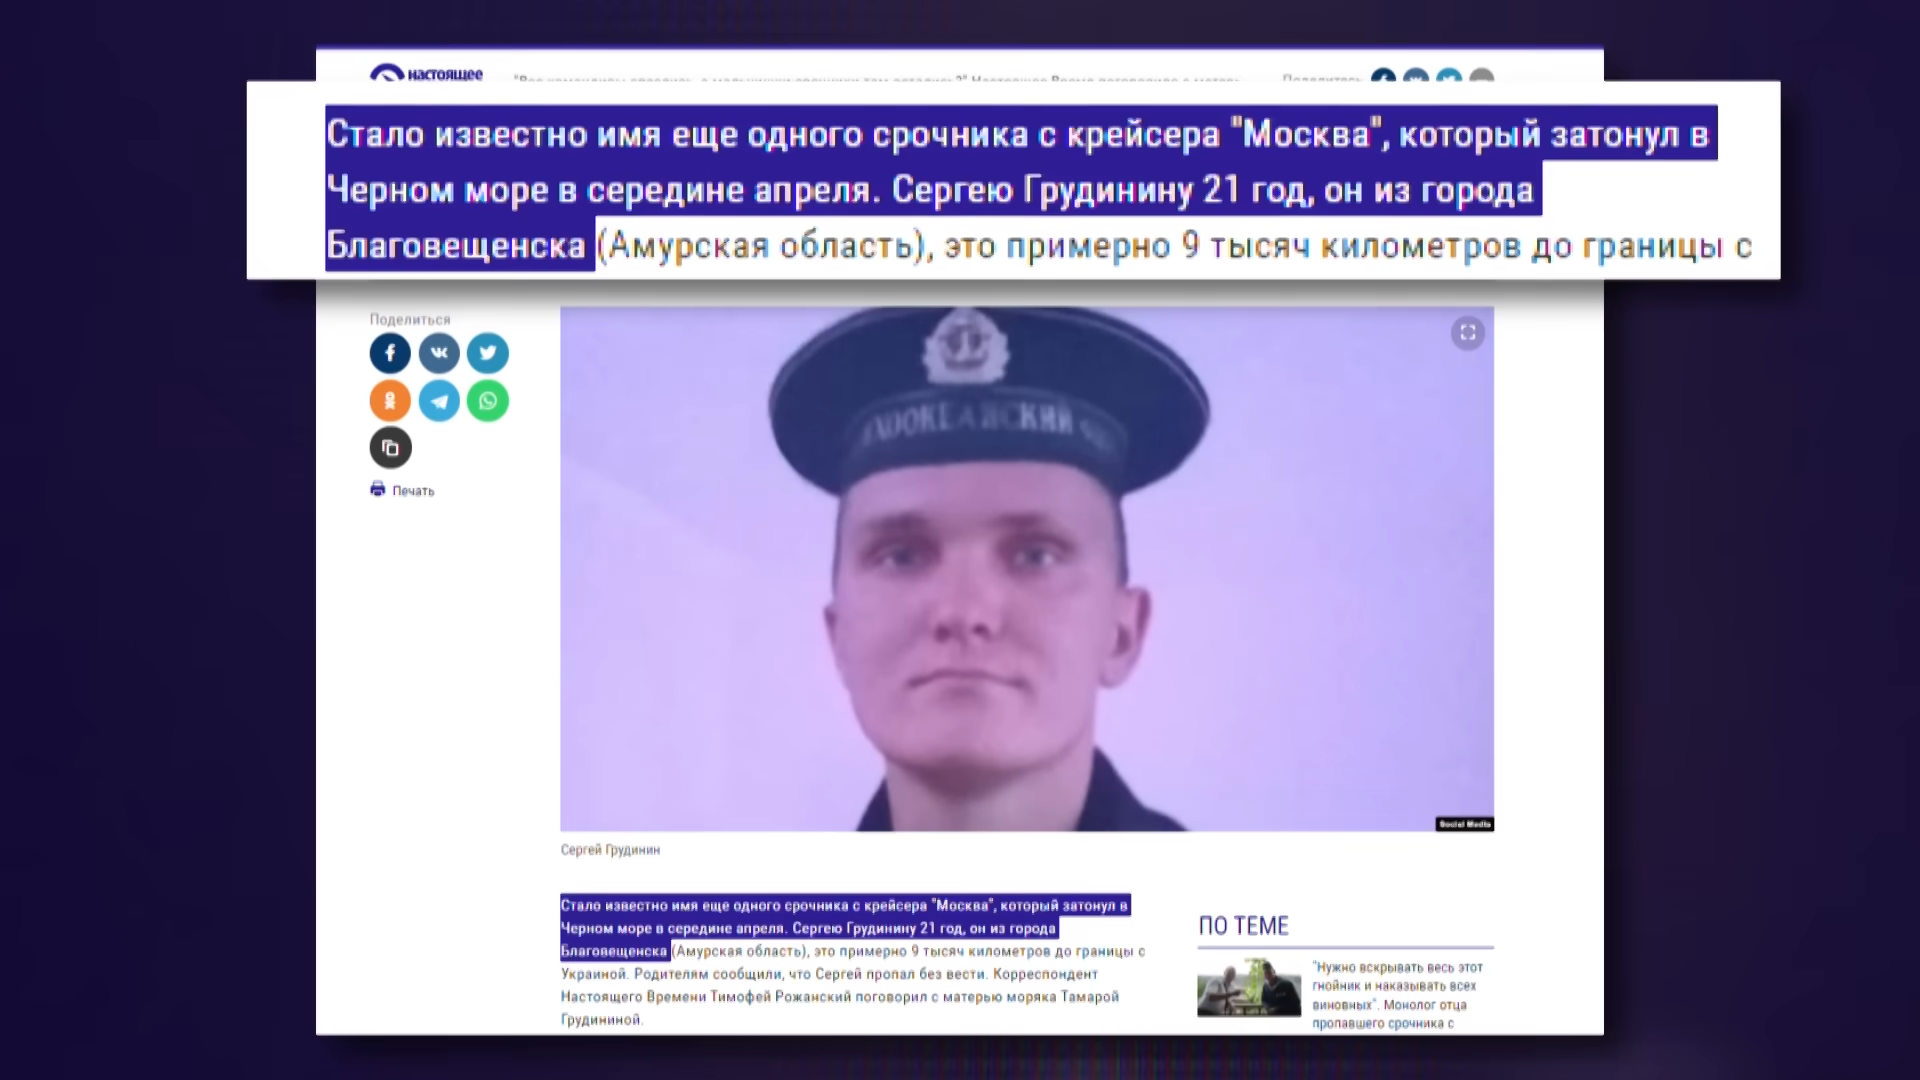 настоящее
Стало известно имя еще одного срочника с крейсера "Москва", который затонул в
Черном море в середине апреля. Сергею Грудинину 21 год, он из города
Благовещенска (Амурская область), это примерно 9 тысяч километров до границы с
Поделиться
Печать
Social Media
Сергей Грудинин
Стало известно имя еще одного срочника с крейсера "Москва", который затонул в
Черном море в середине апреля. Сергею Грудинину 21 год, он из города
Благовещенска (Амурская область), это примерно 9 тысяч километров до границы с
Украиной. Родителям сообщили, что Сергей пропал без вести. Корреспондент
Настоящего Времени Тимофей Рожанский поговорил с матерью моряка Тамарой
Грудининой.
ПО ТЕМЕ
"Нужно вскрывать весь этот
гнойник и наказывать всех
виновных". Монолог отца
пропавшего срочника с